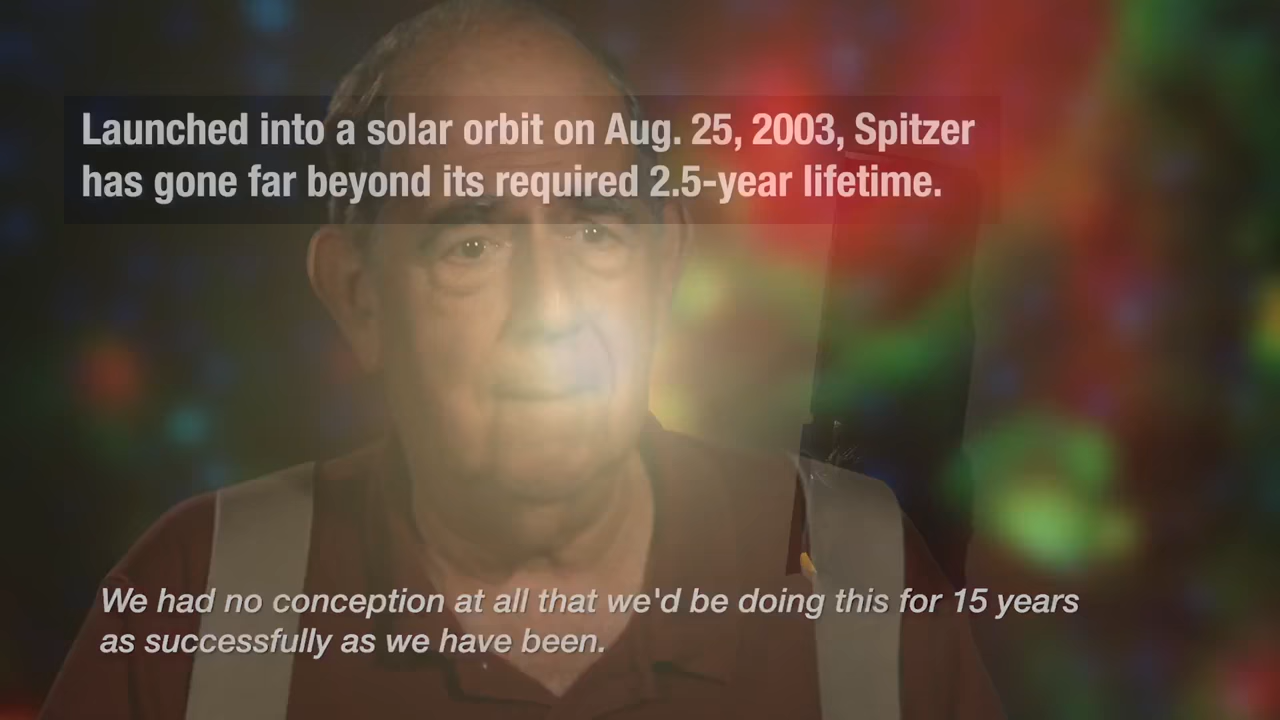 Launched into a solar orbit on Aug. 25, 2003, Spitzer
has gone far beyond its required 2.5-year lifetime.
We had no conception at all that we'd be doing this for 15 years
as successfully as we have been.